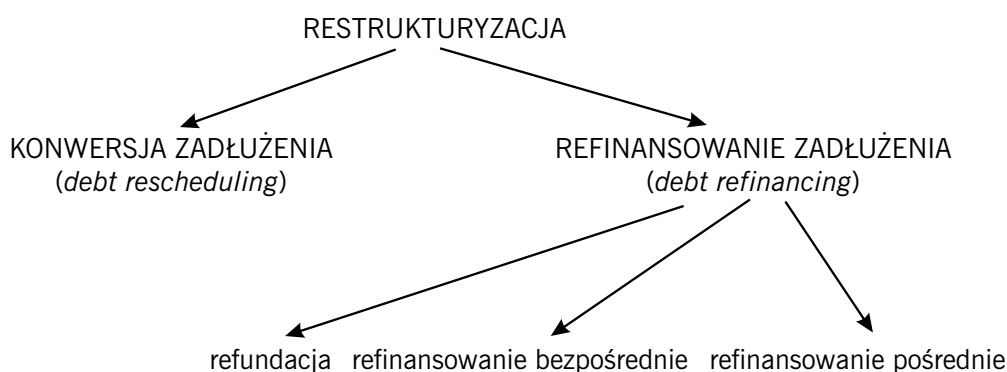 RESTRUKTURYZACJA
KONWERSJA ZADŁUŻENIA
(debt rescheduling)
REFINANSOWANIE ZADŁUŻENIA
(debt refinancing)
refundacja
refinansowanie bezpośrednie
refinansowanie pośrednie